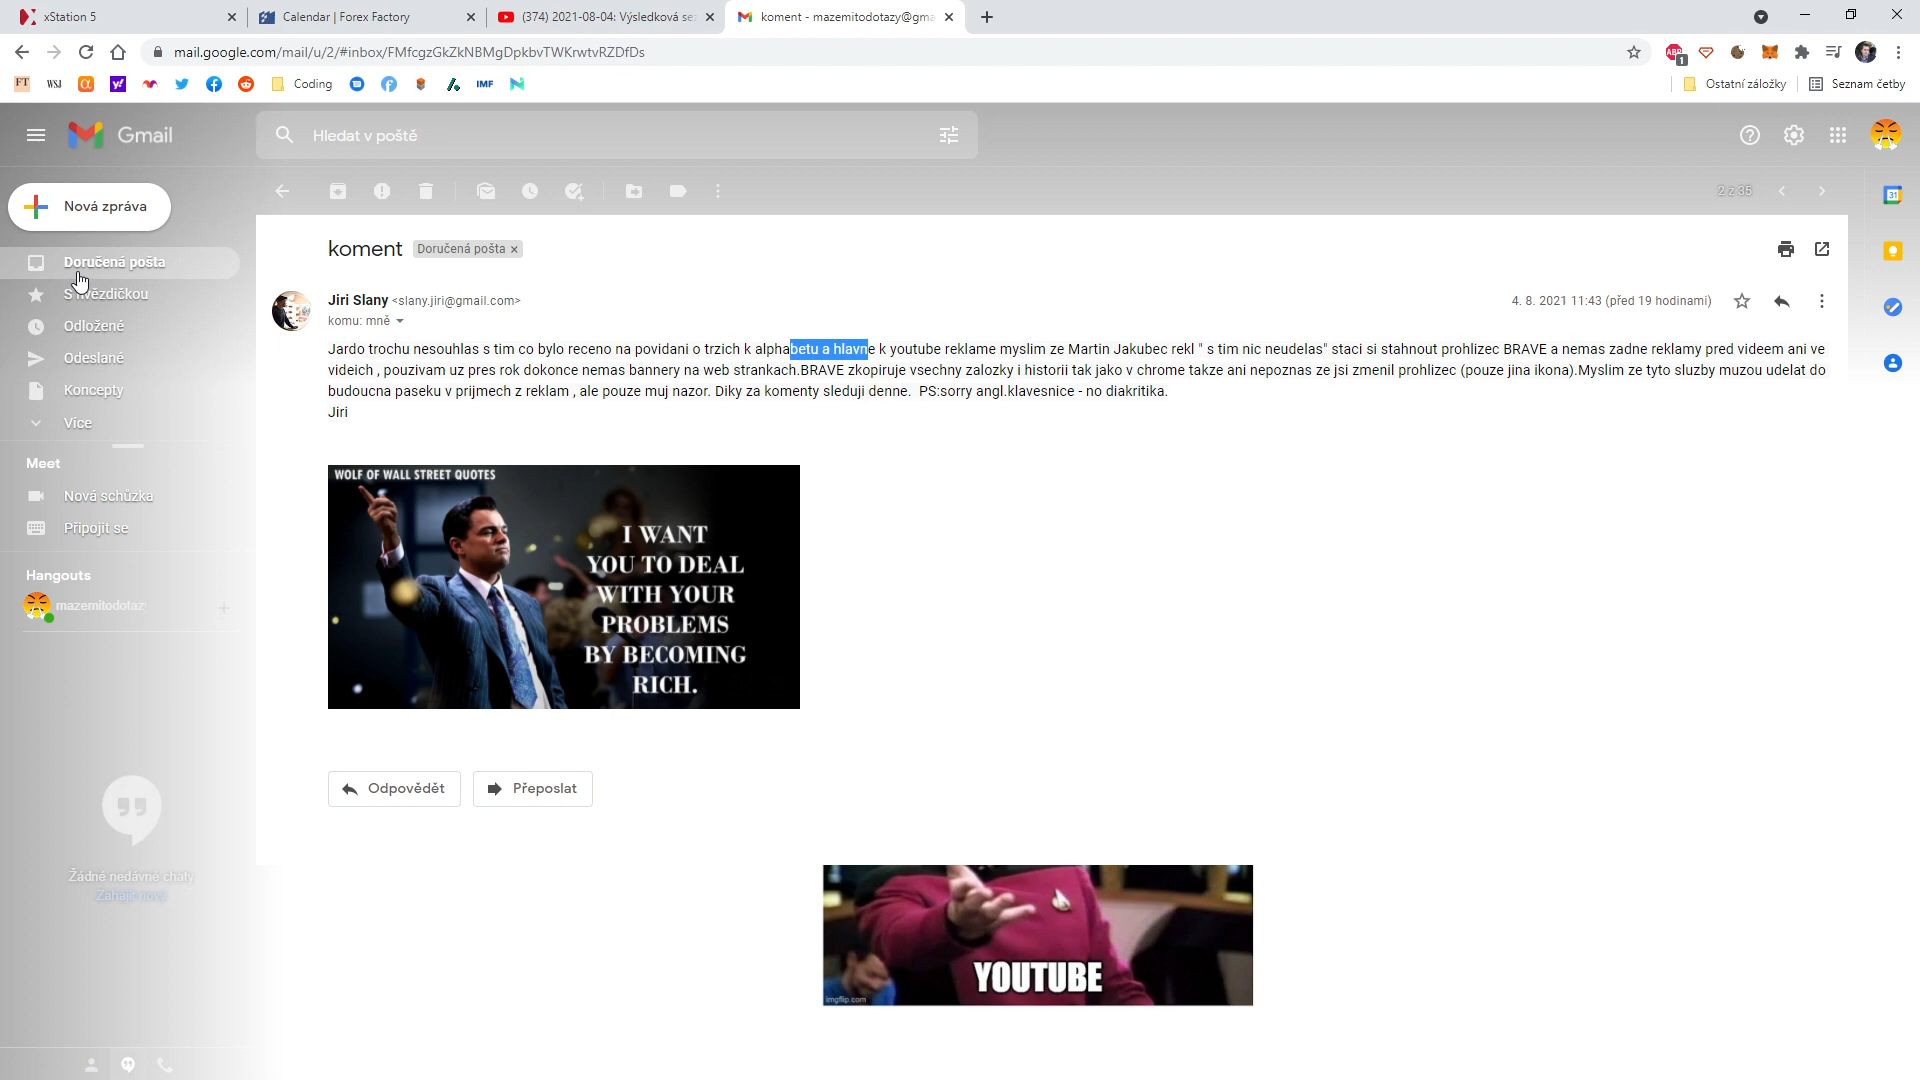 xStation 5
Calendar | Forex Factory
(374) 2021-08-04: Výsledková se
koment - mazemitodotazy@gma
mail.google.com/mail/u/2/#inbox/FMfcgzGkZkNBMgDpkbvTWKrwtvRZDfDs
ABP
1
FT
WSJ
Coding
IMF
Ostatní záložky
Seznam četby
Gmail
Hledat v poště
Nová zpráva
2 z 35
31
Doručená pošta
S hvězdičkou
Odložené
Odeslané
Koncepty
Více
Meet
Nová schůzka
Připojit se
Hangouts
mazemitodotaz
Žádné nedávné chaty
Zahájit nový
koment
Doručená pošta
Jiri Slany <slany.jiri@gmail.com>
4. 8. 2021 11:43 (před 19 hodinami)
komu: mně
Jardo trochu nesouhlas s tim co bylo receno na povidani o trzich k alphabetu a hlavne k youtube reklame myslim ze Martin Jakubec rekl " s tim nic neudelas" staci si stahnout prohlizec BRAVE a nemas zadne reklamy pred videem ani ve
videich , pouzivam uz pres rok dokonce nemas bannery na web strankach.BRAVE zkopiruje vsechny zalozky i historii tak jako v chrome takze ani nepoznas ze jsi zmenil prohlizec (pouze jina ikona).Myslim ze tyto sluzby muzou udelat do
budoucna paseku v prijmech z reklam , ale pouze muj nazor. Diky za komenty sleduji denne. PS:sorry angl.klavesnice - no diakritika.
Jiri
WOLF OF WALL STREET QUOTES
I WANT
YOU TO DEAL
WITH YOUR
PROBLEMS
BY BECOMING
RICH.
Odpovědět
Přeposlat
YOUTUBE
imgflip.com